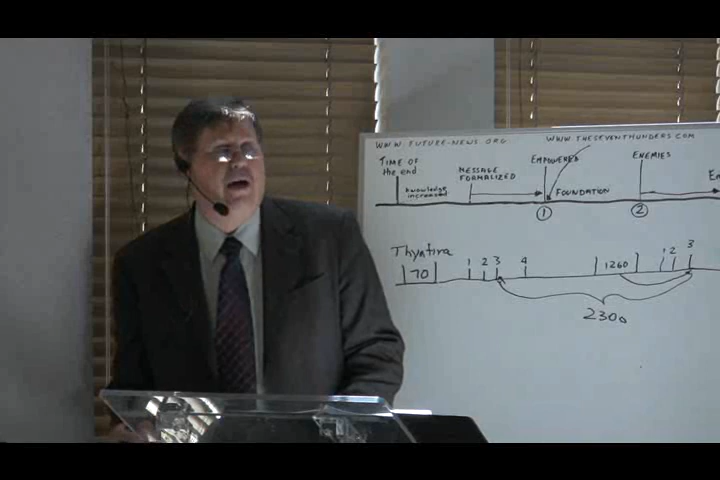 WWW. FUTURE-NEWS. ORG
WWW. THESEVENTHUNDERS. COM
TIME OF
the end
MESSAGE
FORMALIZED
EMPOWERED
ENEMIES
knowledge
increased
FOUNDATION
1
2
Thyatira
70
1 2 3 4
1260
1 2 3
2300